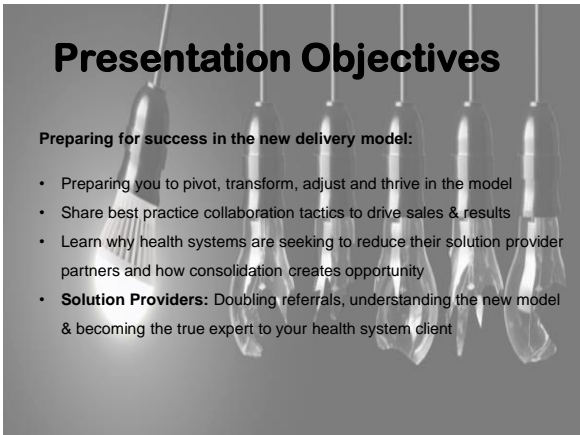 Presentation Objectives
Preparing for success in the new delivery model:
• Preparing you to pivot, transform, adjust and thrive in the model
• Share best practice collaboration tactics to drive sales & results
• Learn why health systems are seeking to reduce their solution provider
partners and how consolidation creates opportunity
• Solution Providers: Doubling referrals, understanding the new model
& becoming the true expert to your health system client